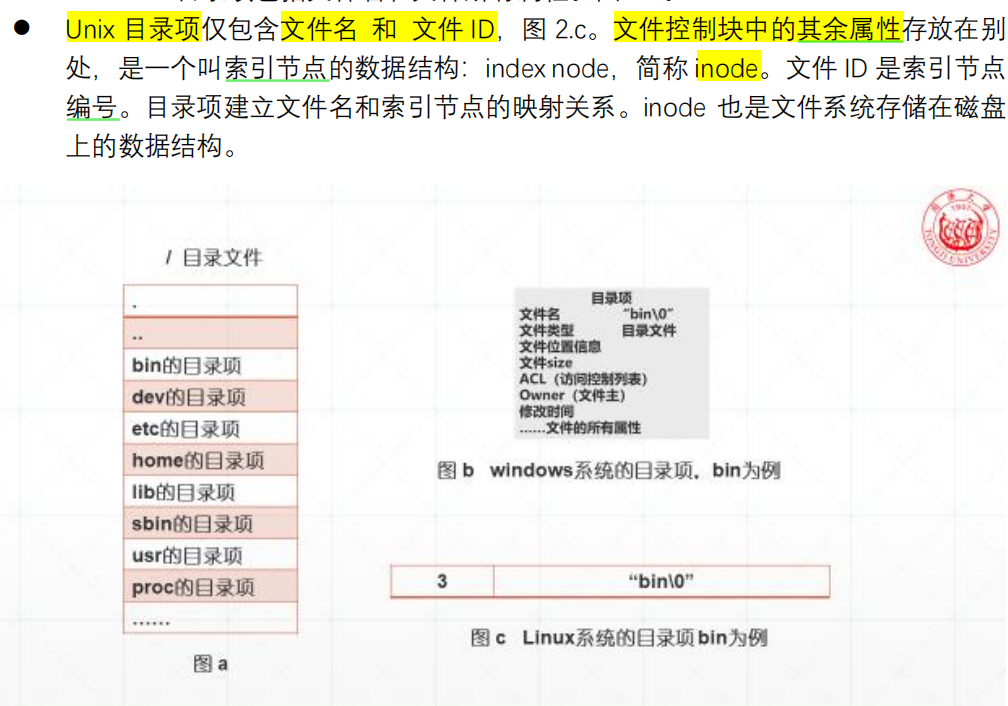 ● Unix 目录项仅包含文件名 和 文件 ID，图 2.c。文件控制块中的其余属性存放在别
处，是一个叫索引节点的数据结构：index node，简称 inode。文件 ID 是索引节点
编号。目录项建立文件名和索引节点的映射关系。inode 也是文件系统存储在磁盘
上的数据结构。
/ 目录文件
.
..
bin的目录项
dev的目录项
etc的目录项
home的目录项
lib的目录项
sbin的目录项
usr的目录项
proc的目录项
......
图 a
目录项
文件名 “bin\0”
文件类型 目录文件
文件位置信息
文件size
ACL（访问控制列表）
Owner（文件主）
修改时间
......文件的所有属性
图 b windows系统的目录项，bin为例
3 “bin\0”
图 c Linux系统的目录项 bin为例
1907
TONGJI UNIVERSITY